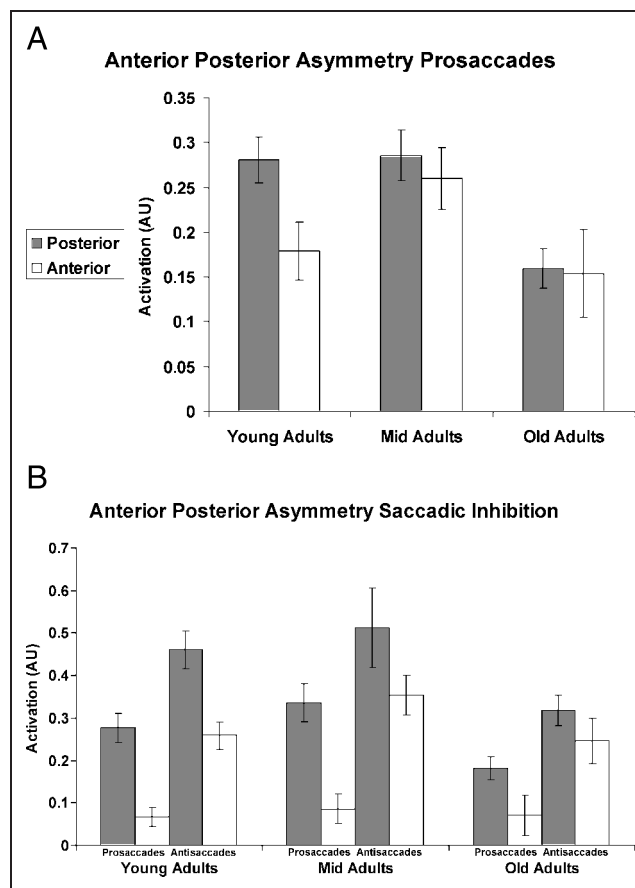 A
Anterior Posterior Asymmetry Prosaccades
0.35
0.3
0.25
0.2
0.15
0.1
0.05
0
Activation (AU)
Posterior
Anterior
Young Adults Mid Adults Old Adults
B
Anterior Posterior Asymmetry Saccadic Inhibition
0.7
0.6
0.5
0.4
0.3
0.2
0.1
0
Activation (AU)
Prosaccades Antisaccades Prosaccades Antisaccades Prosaccades Antisaccades
Young Adults Mid Adults Old Adults